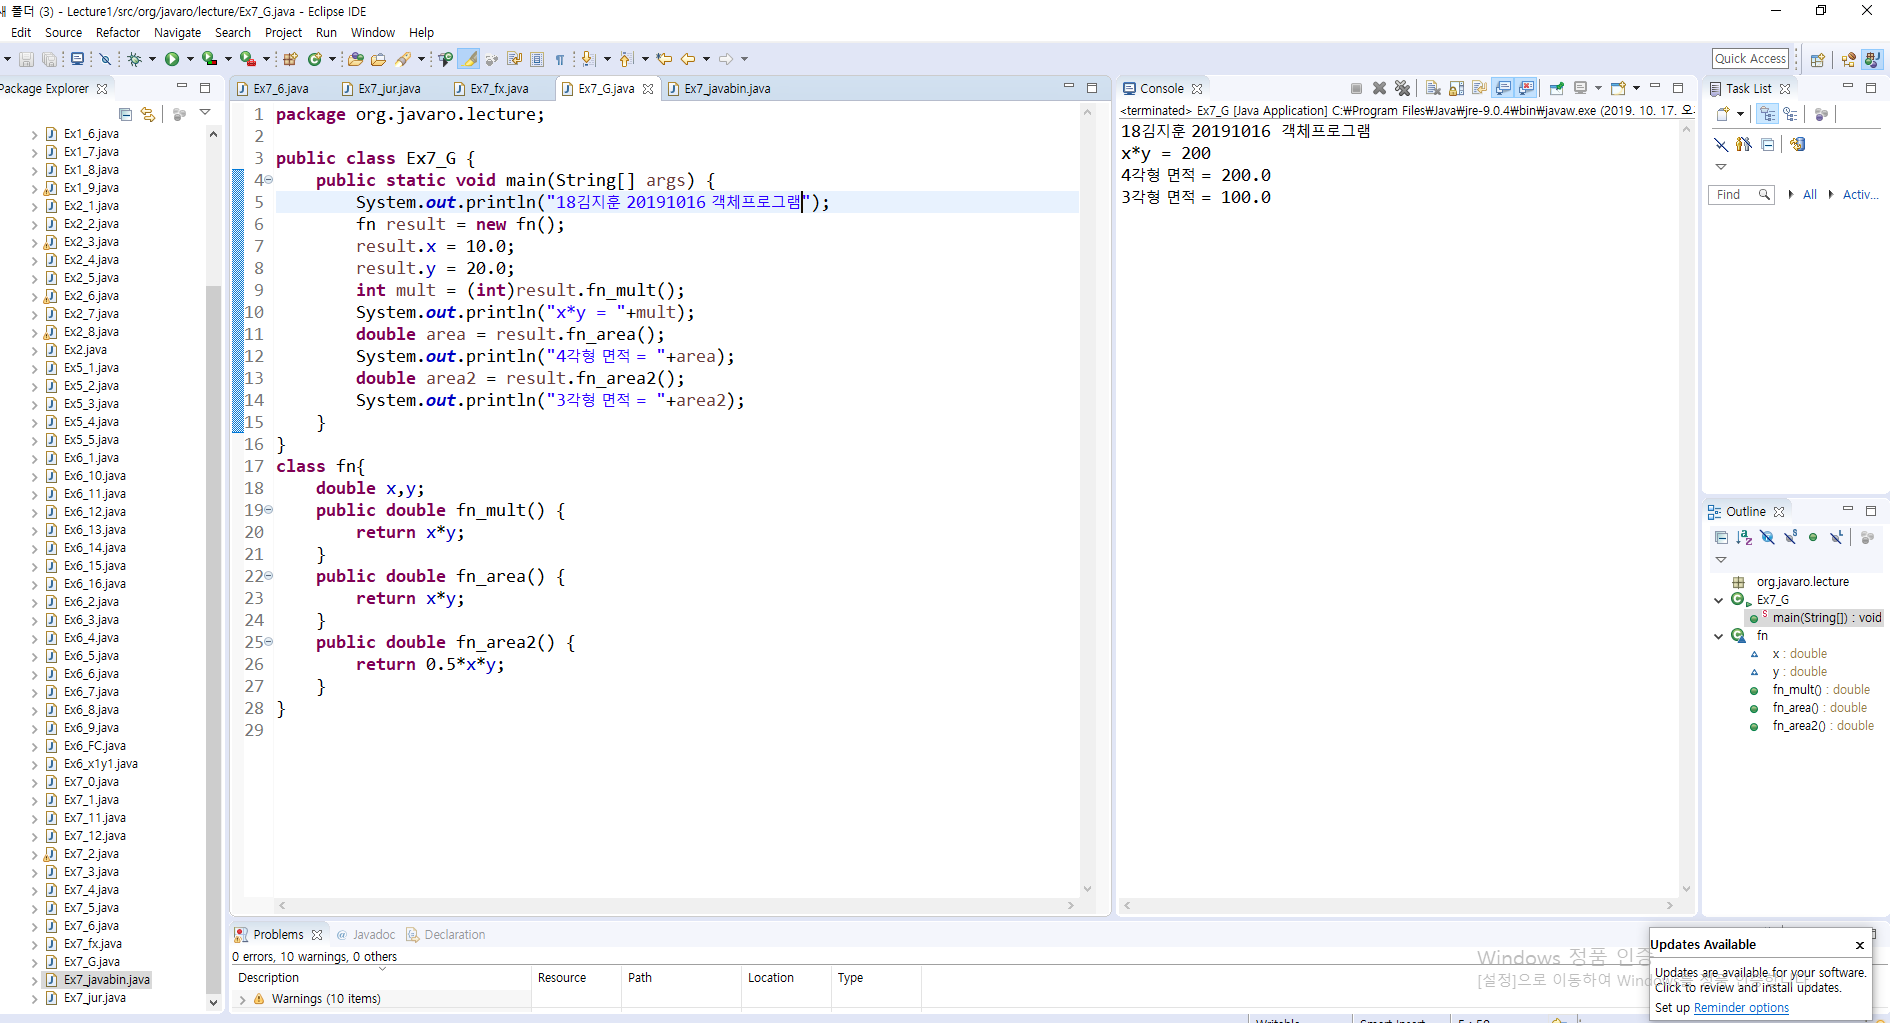 폴더 (3) - Lecture1/src/org/javaro/lecture/Ex7_G.java - Eclipse IDE
Edit Source Refactor Navigate Search Project Run Window Help
Quick Access
Package Explorer
Ex1_6.java
Ex1_7.java
Ex1_8.java
Ex1_9.java
Ex2_1.java
Ex2_2.java
Ex2_3.java
Ex2_4.java
Ex2_5.java
Ex2_6.java
Ex2_7.java
Ex2_8.java
Ex2.java
Ex5_1.java
Ex5_2.java
Ex5_3.java
Ex5_4.java
Ex5_5.java
Ex6_1.java
Ex6_10.java
Ex6_11.java
Ex6_12.java
Ex6_13.java
Ex6_14.java
Ex6_15.java
Ex6_16.java
Ex6_2.java
Ex6_3.java
Ex6_4.java
Ex6_5.java
Ex6_6.java
Ex6_7.java
Ex6_8.java
Ex6_9.java
Ex6_FC.java
Ex6_x1y1.java
Ex7_0.java
Ex7_1.java
Ex7_11.java
Ex7_12.java
Ex7_2.java
Ex7_3.java
Ex7_4.java
Ex7_5.java
Ex7_6.java
Ex7_fx.java
Ex7_G.java
Ex7_javabin.java
Ex7_jur.java
Ex7_6.java Ex7_jur.java Ex7_fx.java Ex7_G.java Ex7_javabin.java
1 package org.javaro.lecture;
2
3 public class Ex7_G {
4 public static void main(String[] args) {
5 System.out.println("18김지훈 20191016 객체프로그램");
6 fn result = new fn();
7 result.x = 10.0;
8 result.y = 20.0;
9 int mult = (int)result.fn_mult();
10 System.out.println("x*y = "+mult);
11 double area = result.fn_area();
12 System.out.println("4각형 면적 = "+area);
13 double area2 = result.fn_area2();
14 System.out.println("3각형 면적 = "+area2);
15 }
16 }
17 class fn{
18 double x,y;
19 public double fn_mult() {
20 return x*y;
21 }
22 public double fn_area() {
23 return x*y;
24 }
25 public double fn_area2() {
26 return 0.5*x*y;
27 }
28 }
29
Console
<terminated> Ex7_G [Java Application] C:₩Program Files₩Java₩jre-9.0.4₩bin₩javaw.exe (2019. 10. 17. 오
18김지훈 20191016 객체프로그램
x*y = 200
4각형 면적 = 200.0
3각형 면적 = 100.0
Task List
Find All Activ...
Outline
org.javaro.lecture
Ex7_G
main(String[]) : void
fn
x : double
y : double
fn_mult() : double
fn_area() : double
fn_area2() : double
Problems @ Javadoc Declaration
0 errors, 10 warnings, 0 others
Description Resource Path Location Type
Warnings (10 items)
Windows 정품 인증
[설정]으로 이동하여 Wind
Updates Available
Updates are available for your software.
Click to review and install updates.
Set up Reminder options
Writable Smart Insert 5 : 50